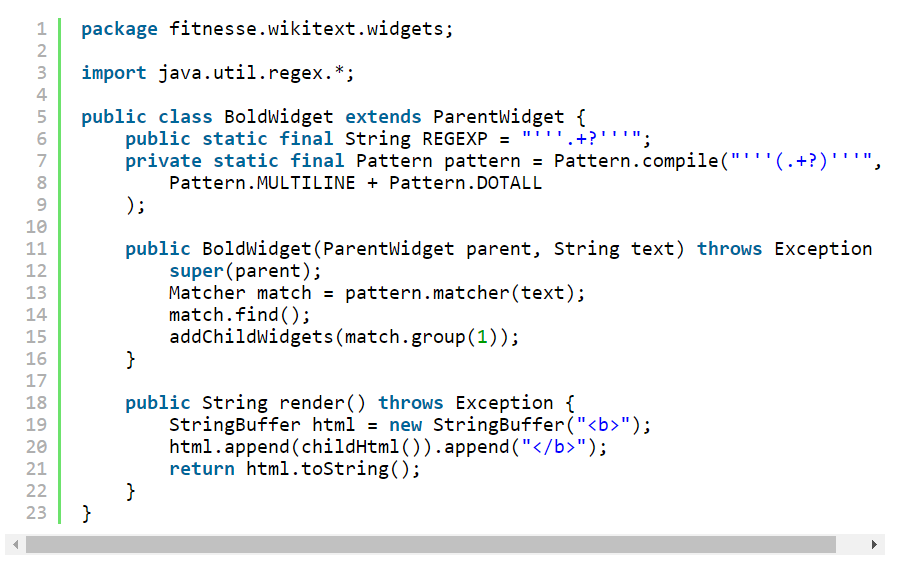 1 package fitnesse.wikitext.widgets;
2
3 import java.util.regex.*;
4
5 public class BoldWidget extends ParentWidget {
6     public static final String REGEXP = "'''.+?'''";
7     private static final Pattern pattern = Pattern.compile("'''(.+?)'''",
8         Pattern.MULTILINE + Pattern.DOTALL
9     );
10
11     public BoldWidget(ParentWidget parent, String text) throws Exception
12         super(parent);
13         Matcher match = pattern.matcher(text);
14         match.find();
15         addChildWidgets(match.group(1));
16     }
17
18     public String render() throws Exception {
19         StringBuffer html = new StringBuffer("<b>");
20         html.append(childHtml()).append("</b>");
21         return html.toString();
22     }
23 }